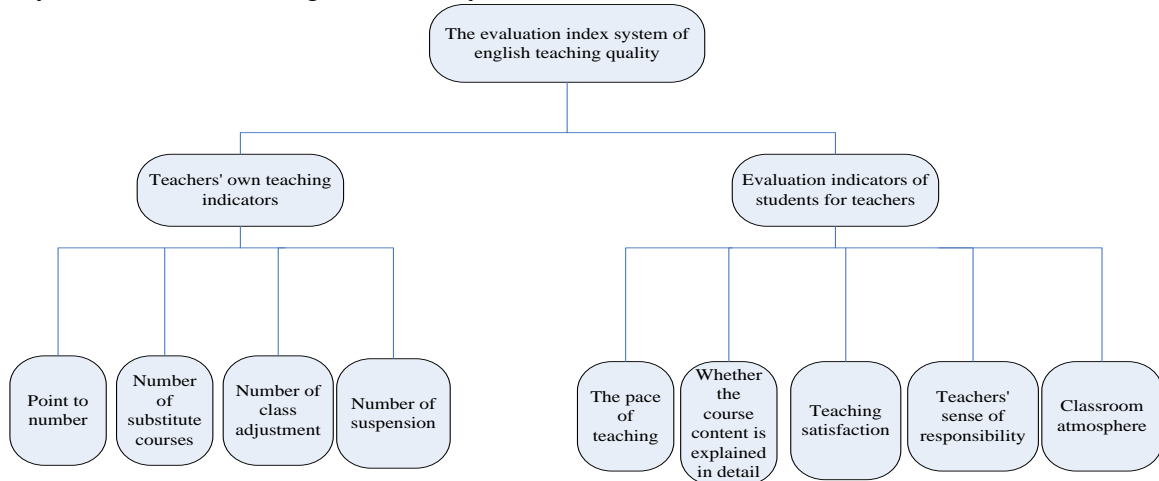 The evaluation index system of
english teaching quality
Teachers' own teaching
indicators
Evaluation indicators of
students for teachers
Point to
number
Number
of
substitute
courses
Number of
class
adjustment
Number of
suspension
The pace
of
teaching
Whether
the
course
content is
explained
in detail
Teaching
satisfaction
Teachers'
sense of
responsibility
Classroom
atmosphere